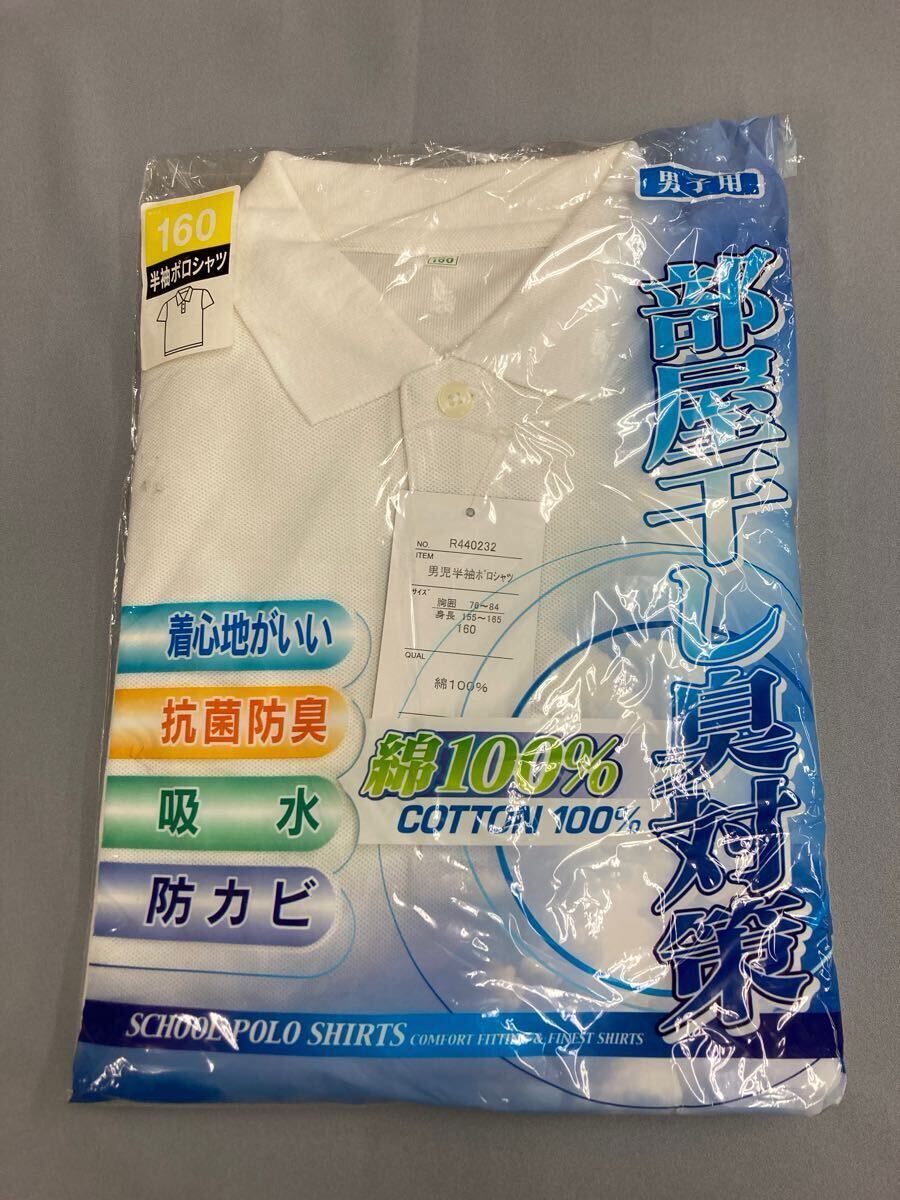 160
半袖ポロシャツ
男子用
部屋干し臭対策
160
NO. R440232
ITEM
男児半袖ポロシャツ
サイズ
胸囲 76～84
身長 155～165
160
QUAL
綿100%
着心地がいい
抗菌防臭
吸水
防カビ
綿100%
COTTON 100%
SCHOOL POLO SHIRTS COMFORT FITTING & FINEST SHIRTS